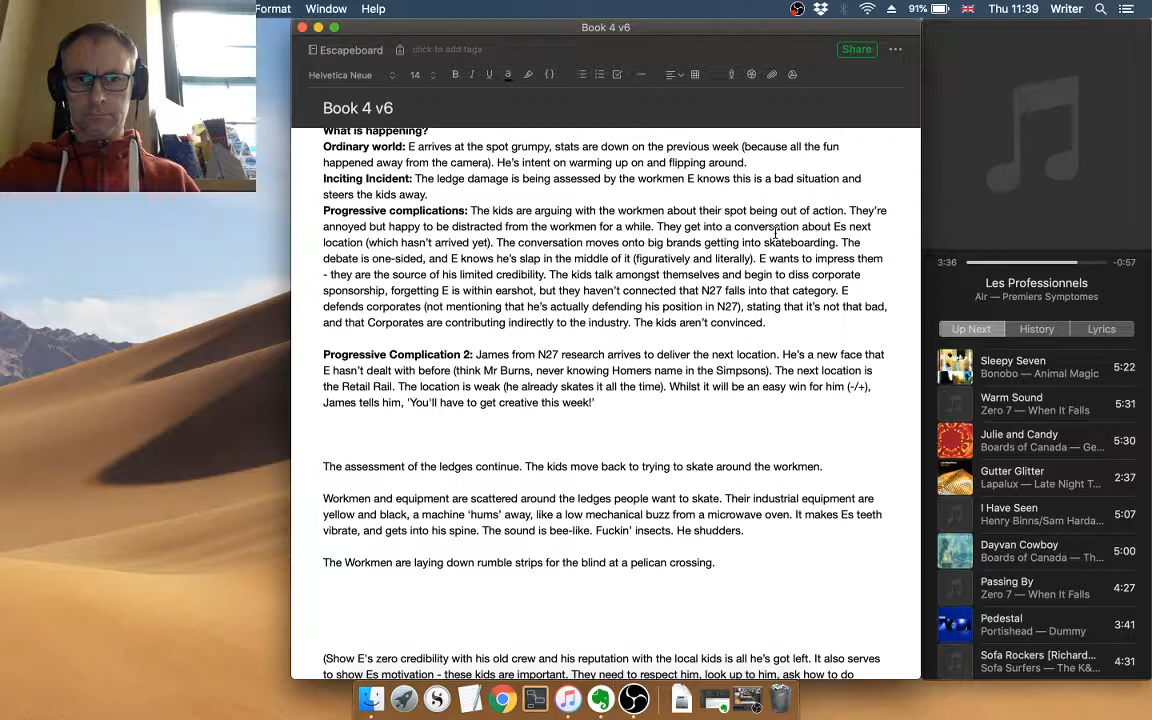 Format Window Help 91% Thu 11:39 Writer
Book 4 v6
Escapeboard click to add tags Share
Helvetica Neue 14 B I U a
Book 4 v6
What is happening?
Ordinary world: E arrives at the spot grumpy, stats are down on the previous week (because all the fun
happened away from the camera). He's intent on warming up on and flipping around.
Inciting Incident: The ledge damage is being assessed by the workmen E knows this is a bad situation and
steers the kids away.
Progressive complications: The kids are arguing with the workmen about their spot being out of action. They're
annoyed but happy to be distracted from the workmen for a while. They get into a conversation about Es next
location (which hasn't arrived yet). The conversation moves onto big brands getting into skateboarding. The
debate is one-sided, and E knows he's slap in the middle of it (figuratively and literally). E wants to impress them
- they are the source of his limited credibility. The kids talk amongst themselves and begin to diss corporate
sponsorship, forgetting E is within earshot, but they haven't connected that N27 falls into that category. E
defends corporates (not mentioning that he's actually defending his position in N27), stating that it's not that bad,
and that Corporates are contributing indirectly to the industry. The kids aren't convinced.
Progressive Complication 2: James from N27 research arrives to deliver the next location. He's a new face that
E hasn't dealt with before (think Mr Burns, never knowing Homers name in the Simpsons). The next location is
the Retail Rail. The location is weak (he already skates it all the time). Whilst it will be an easy win for him (-/+),
James tells him, 'You'll have to get creative this week!'
The assessment of the ledges continue. The kids move back to trying to skate around the workmen.
Workmen and equipment are scattered around the ledges people want to skate. Their industrial equipment are
yellow and black, a machine 'hums' away, like a low mechanical buzz from a microwave oven. It makes Es teeth
vibrate, and gets into his spine. The sound is bee-like. Fuckin' insects. He shudders.
The Workmen are laying down rumble strips for the blind at a pelican crossing.
(Show E's zero credibility with his old crew and his reputation with the local kids is all he's got left. It also serves
to show Es motivation - these kids are important. They need to respect him, look up to him, ask how to do
3:36 -0:57
Les Professionnels
Air — Premiers Symptomes
Up Next History Lyrics
Sleepy Seven
Bonobo — Animal Magic 5:22
Warm Sound
Zero 7 — When It Falls 5:31
Julie and Candy
Boards of Canada — Ge... 5:30
Gutter Glitter
Lapalux — Late Night T... 2:37
I Have Seen
Henry Binns/Sam Harda... 5:07
Dayvan Cowboy
Boards of Canada — Th... 5:00
Passing By
Zero 7 — When It Falls 4:27
Pedestal
Portishead — Dummy 3:41
Sofa Rockers [Richard...
Sofa Surfers — The K&... 4:31